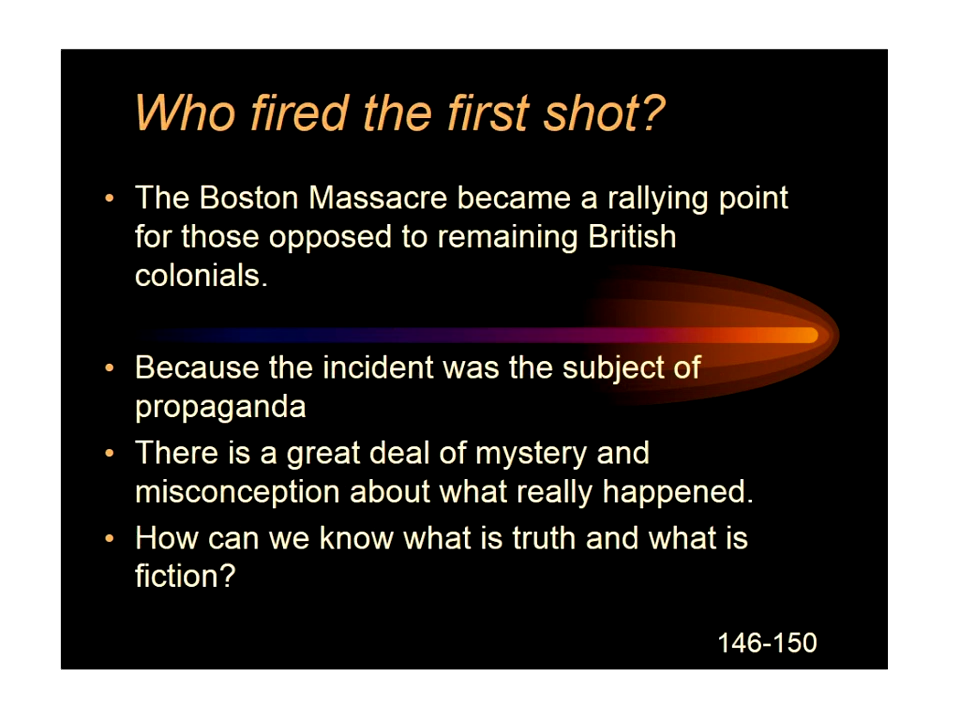 Who fired the first shot?
• The Boston Massacre became a rallying point
for those opposed to remaining British
colonials.
• Because the incident was the subject of
propaganda
• There is a great deal of mystery and
misconception about what really happened.
• How can we know what is truth and what is
fiction?
146-150